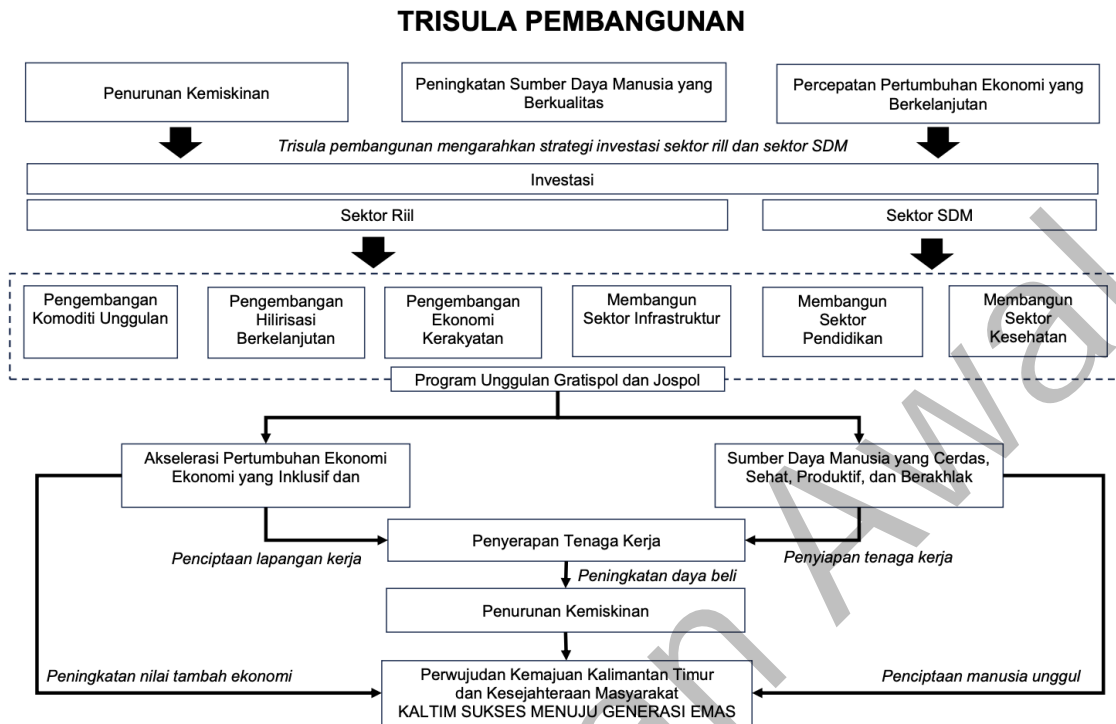 TRISULA PEMBANGUNAN
Penurunan Kemiskinan
Peningkatan Sumber Daya Manusia yang
Berkualitas
Percepatan Pertumbuhan Ekonomi yang
Berkelanjutan
Trisula pembangunan mengarahkan strategi investasi sektor rill dan sektor SDM
Investasi
Sektor Riil
Sektor SDM
Pengembangan
Komoditi Unggulan
Pengembangan
Hilirisasi
Berkelanjutan
Pengembangan
Ekonomi
Kerakyatan
Membangun
Sektor Infrastruktur
Membangun
Sektor
Pendidikan
Membangun
Sektor
Kesehatan
Program Unggulan Gratispol dan Jospol
Akselerasi Pertumbuhan Ekonomi
Ekonomi yang Inklusif dan
Sumber Daya Manusia yang Cerdas,
Sehat, Produktif, dan Berakhlak
Penciptaan lapangan kerja
Penyerapan Tenaga Kerja
Penyiapan tenaga kerja
Peningkatan daya beli
Penurunan Kemiskinan
Peningkatan nilai tambah ekonomi
Perwujudan Kemajuan Kalimantan Timur
dan Kesejahteraan Masyarakat
KALTIM SUKSES MENUJU GENERASI EMAS
Penciptaan manusia unggul
an Awal